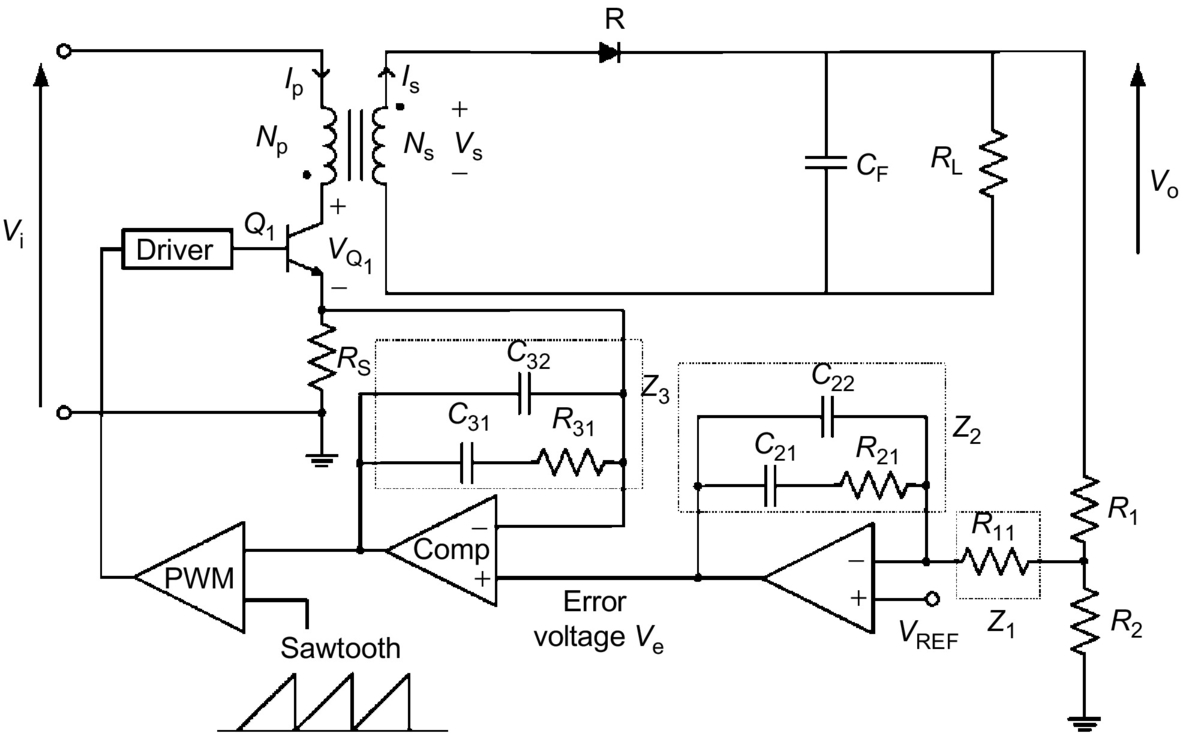 R
Ip
Is
Np
Ns
+
Vs
−
CF
RL
Vo
Vi
Driver
Q1
+
VQ1
−
RS
C32
Z3
C31
R31
C22
Z2
C21
R21
R11
R1
Comp
−
+
PWM
−
+
Error
voltage Ve
VREF
Z1
R2
Sawtooth